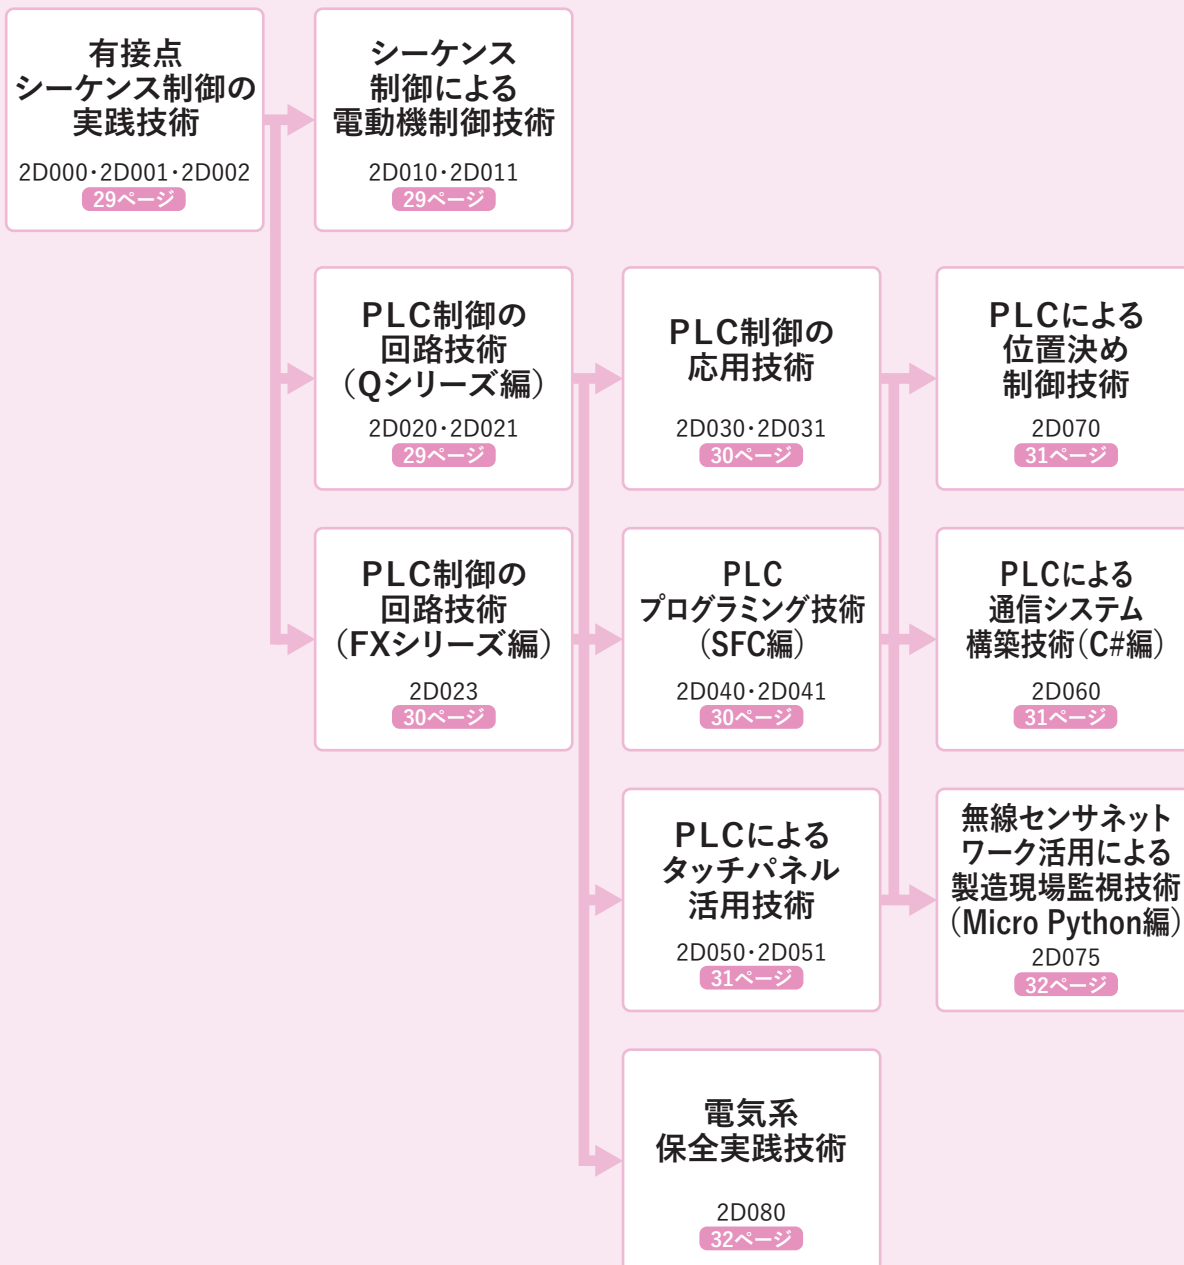 有接点
シーケンス制御の
実践技術
2D000・2D001・2D002
29ページ
シーケンス
制御による
電動機制御技術
2D010・2D011
29ページ
PLC制御の
回路技術
（Qシリーズ編）
2D020・2D021
29ページ
PLC制御の
応用技術
2D030・2D031
30ページ
PLCによる
位置決め
制御技術
2D070
31ページ
PLC制御の
回路技術
（FXシリーズ編）
2D023
30ページ
PLC
プログラミング技術
（SFC編）
2D040・2D041
30ページ
PLCによる
通信システム
構築技術（C#編）
2D060
31ページ
PLCによる
タッチパネル
活用技術
2D050・2D051
31ページ
無線センサネット
ワーク活用による
製造現場監視技術
（Micro Python編）
2D075
32ページ
電気系
保全実践技術
2D080
32ページ